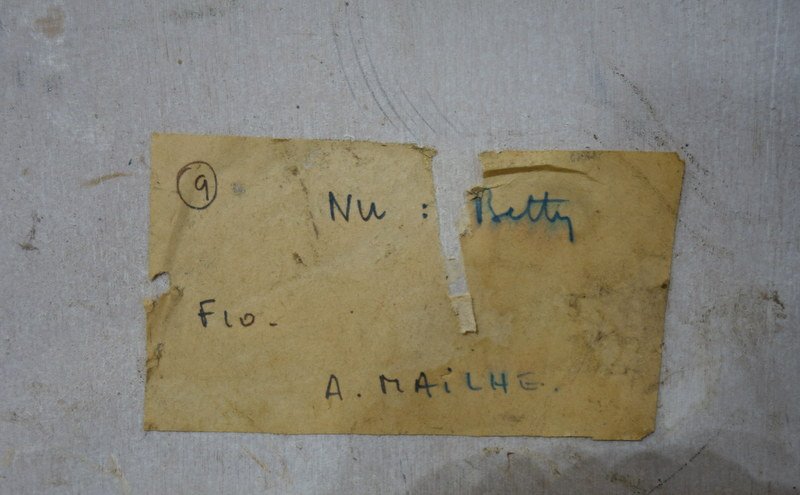 9
Nu : Betty
F10.
A. MAiLHE.